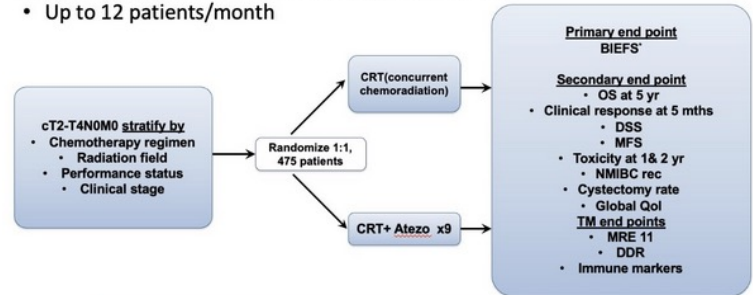 • Up to 12 patients/month
cT2-T4N0M0 stratify by
• Chemotherapy regimen
• Radiation field
• Performance status
• Clinical stage
Randomize 1:1,
475 patients
CRT(concurrent
chemoradiation)
CRT+ Atezo x9
Primary end point
BIEFS*
Secondary end point
• OS at 5 yr
• Clinical response at 5 mths
• DSS
• MFS
• Toxicity at 1& 2 yr
• NMIBC rec
• Cystectomy rate
• Global Qol
TM end points
• MRE 11
• DDR
• Immune markers